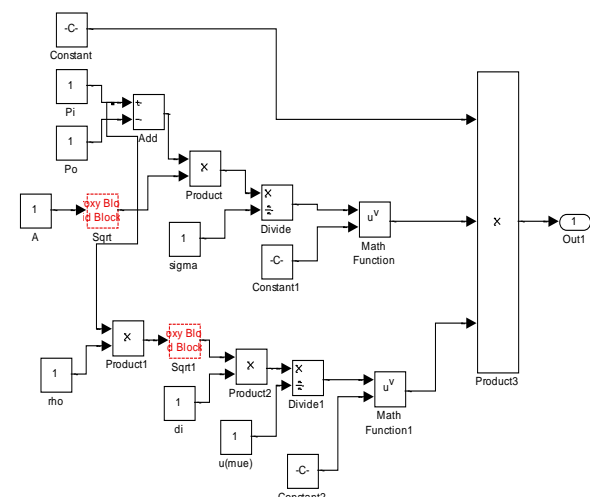 -C-
Constant
1
Pi
1
Po
+
−
Add
×
Product
1
A
oxy Blo
d Block
Sqrt
1
sigma
×
÷
Divide
-C-
Constant1
u^v
Math
Function
×
Product3
1
Out1
1
rho
×
Product1
oxy Blo
d Block
Sqrt1
1
di
×
Product2
1
u(mue)
×
÷
Divide1
-C-
Constant2
u^v
Math
Function1